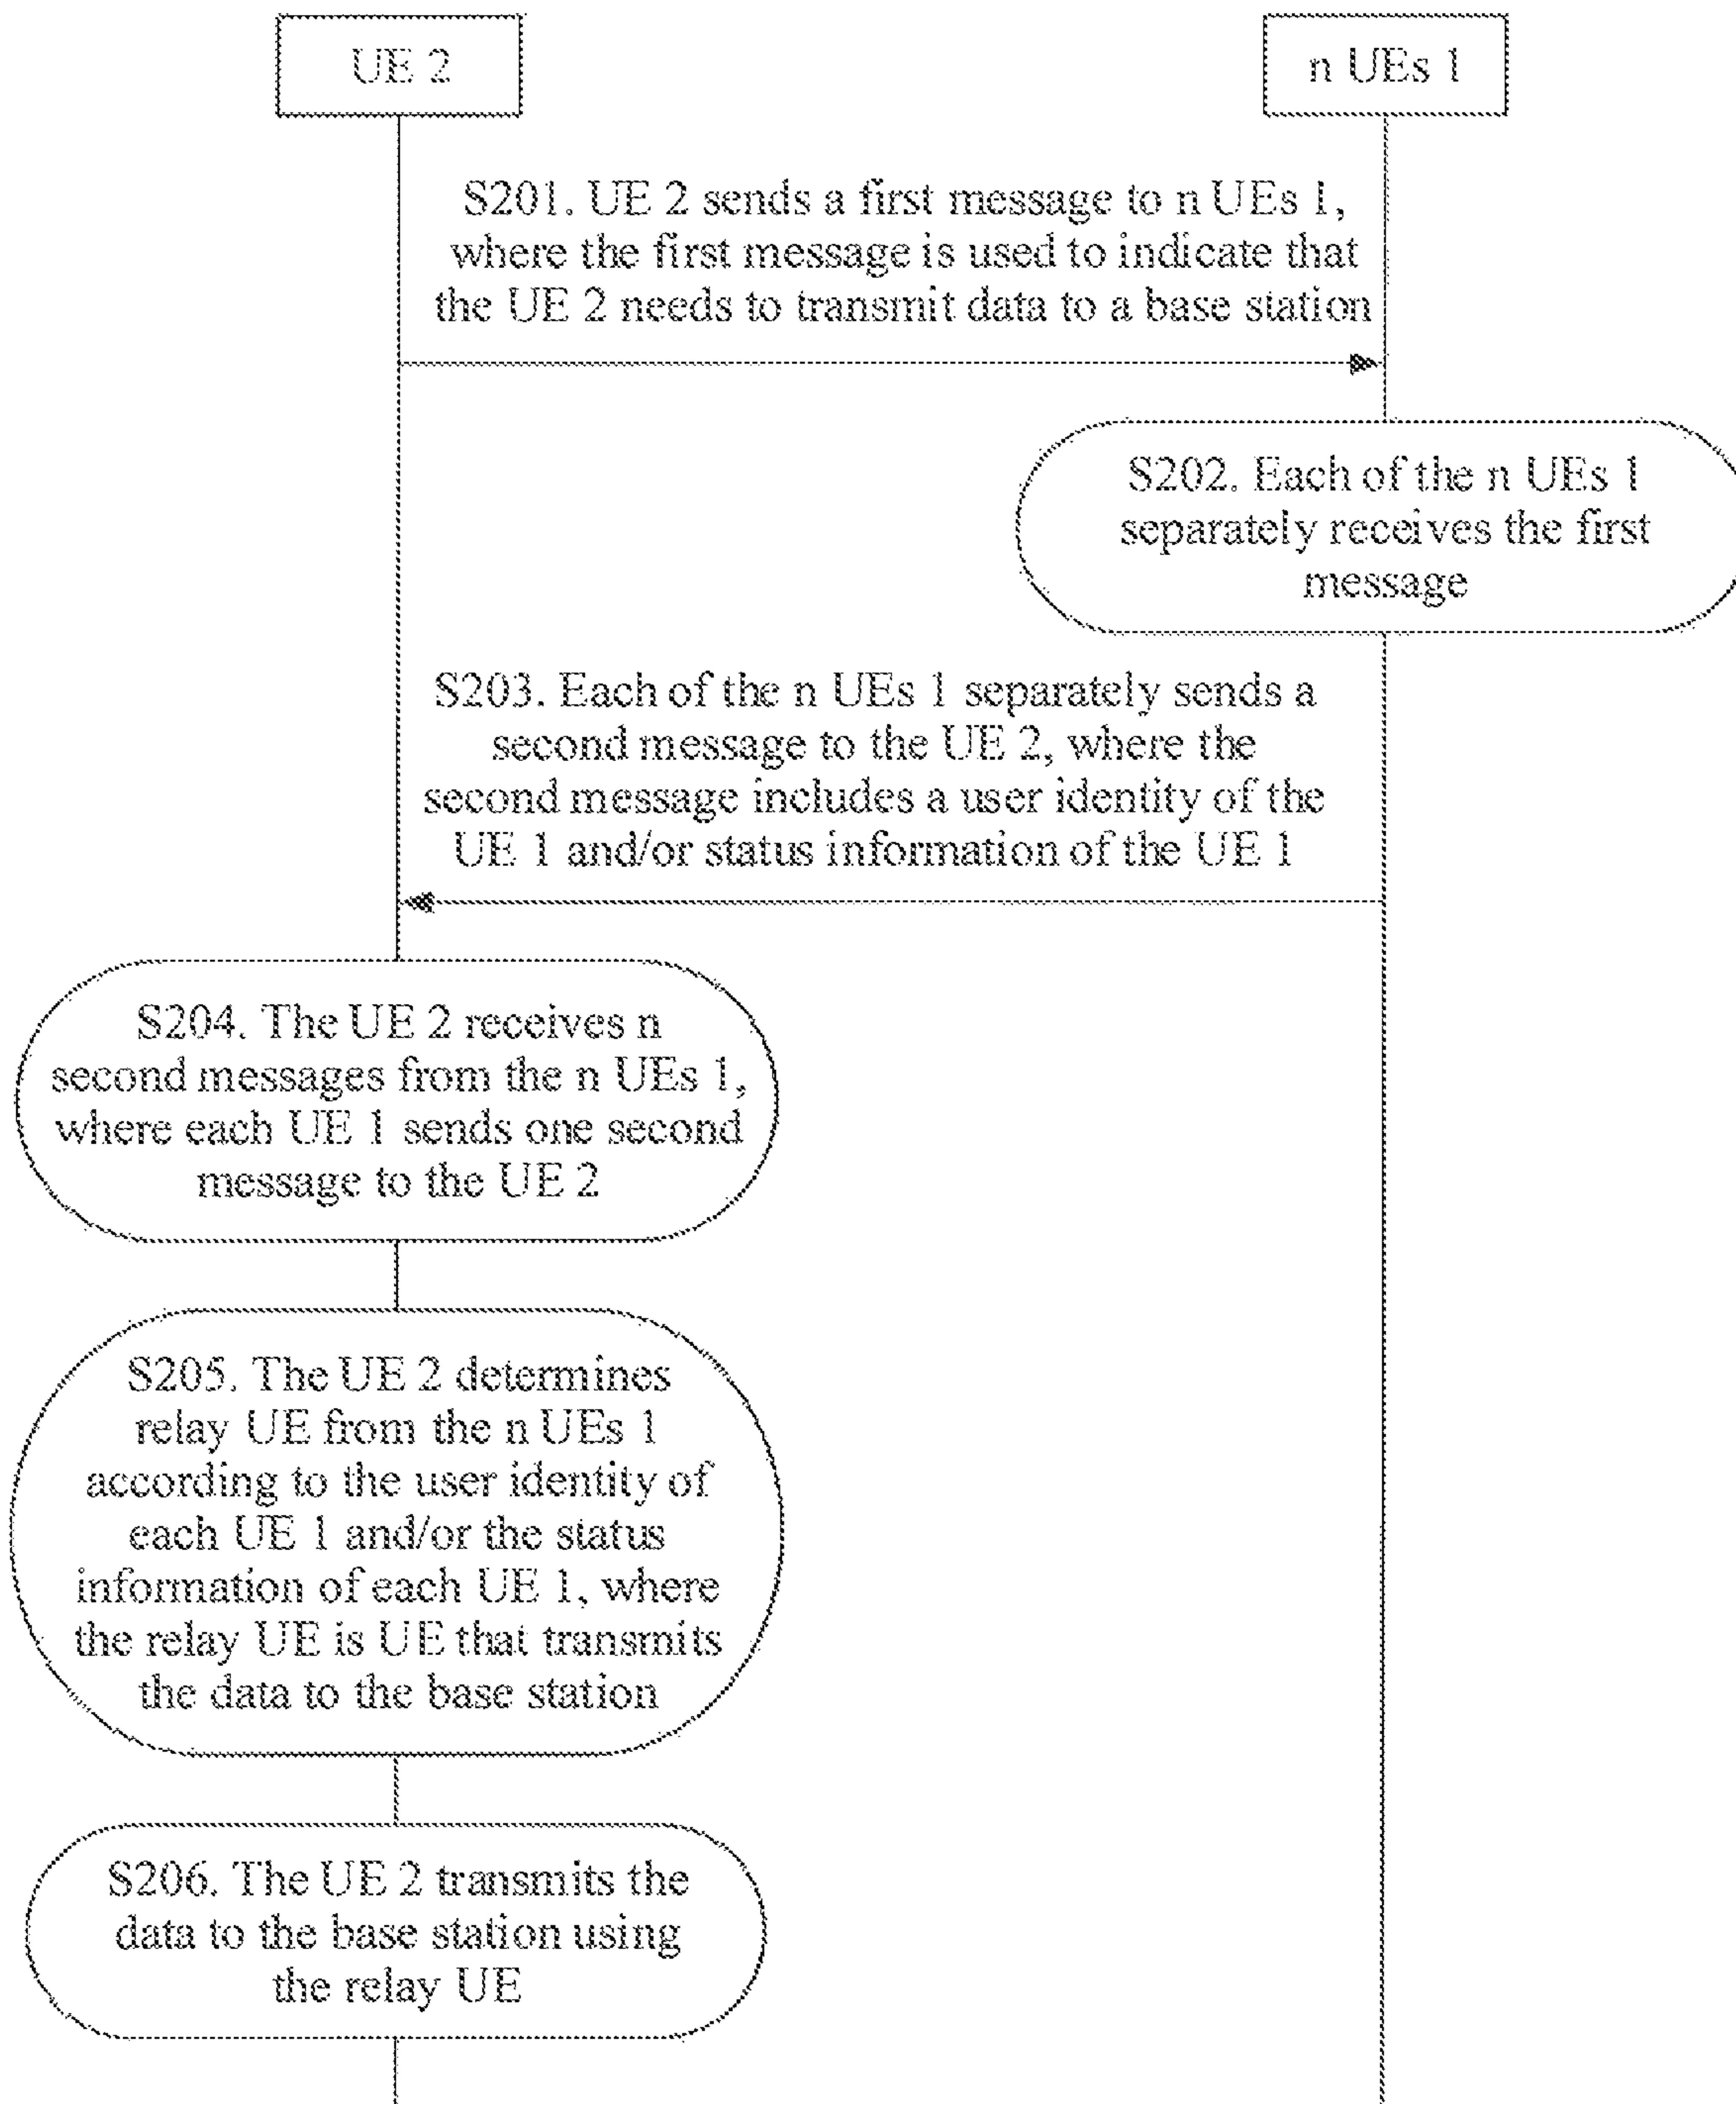 UE 2
n UEs 1
S201. UE 2 sends a first message to n UEs 1,
where the first message is used to indicate that
the UE 2 needs to transmit data to a base station
S202. Each of the n UEs 1
separately receives the first
message
S203. Each of the n UEs 1 separately sends a
second message to the UE 2, where the
second message includes a user identity of the
UE 1 and/or status information of the UE 1
S204. The UE 2 receives n
second messages from the n UEs 1,
where each UE 1 sends one second
message to the UE 2
S205. The UE 2 determines
relay UE from the n UEs 1
according to the user identity of
each UE 1 and/or the status
information of each UE 1, where
the relay UE is UE that transmits
the data to the base station
S206. The UE 2 transmits the
data to the base station using
the relay UE